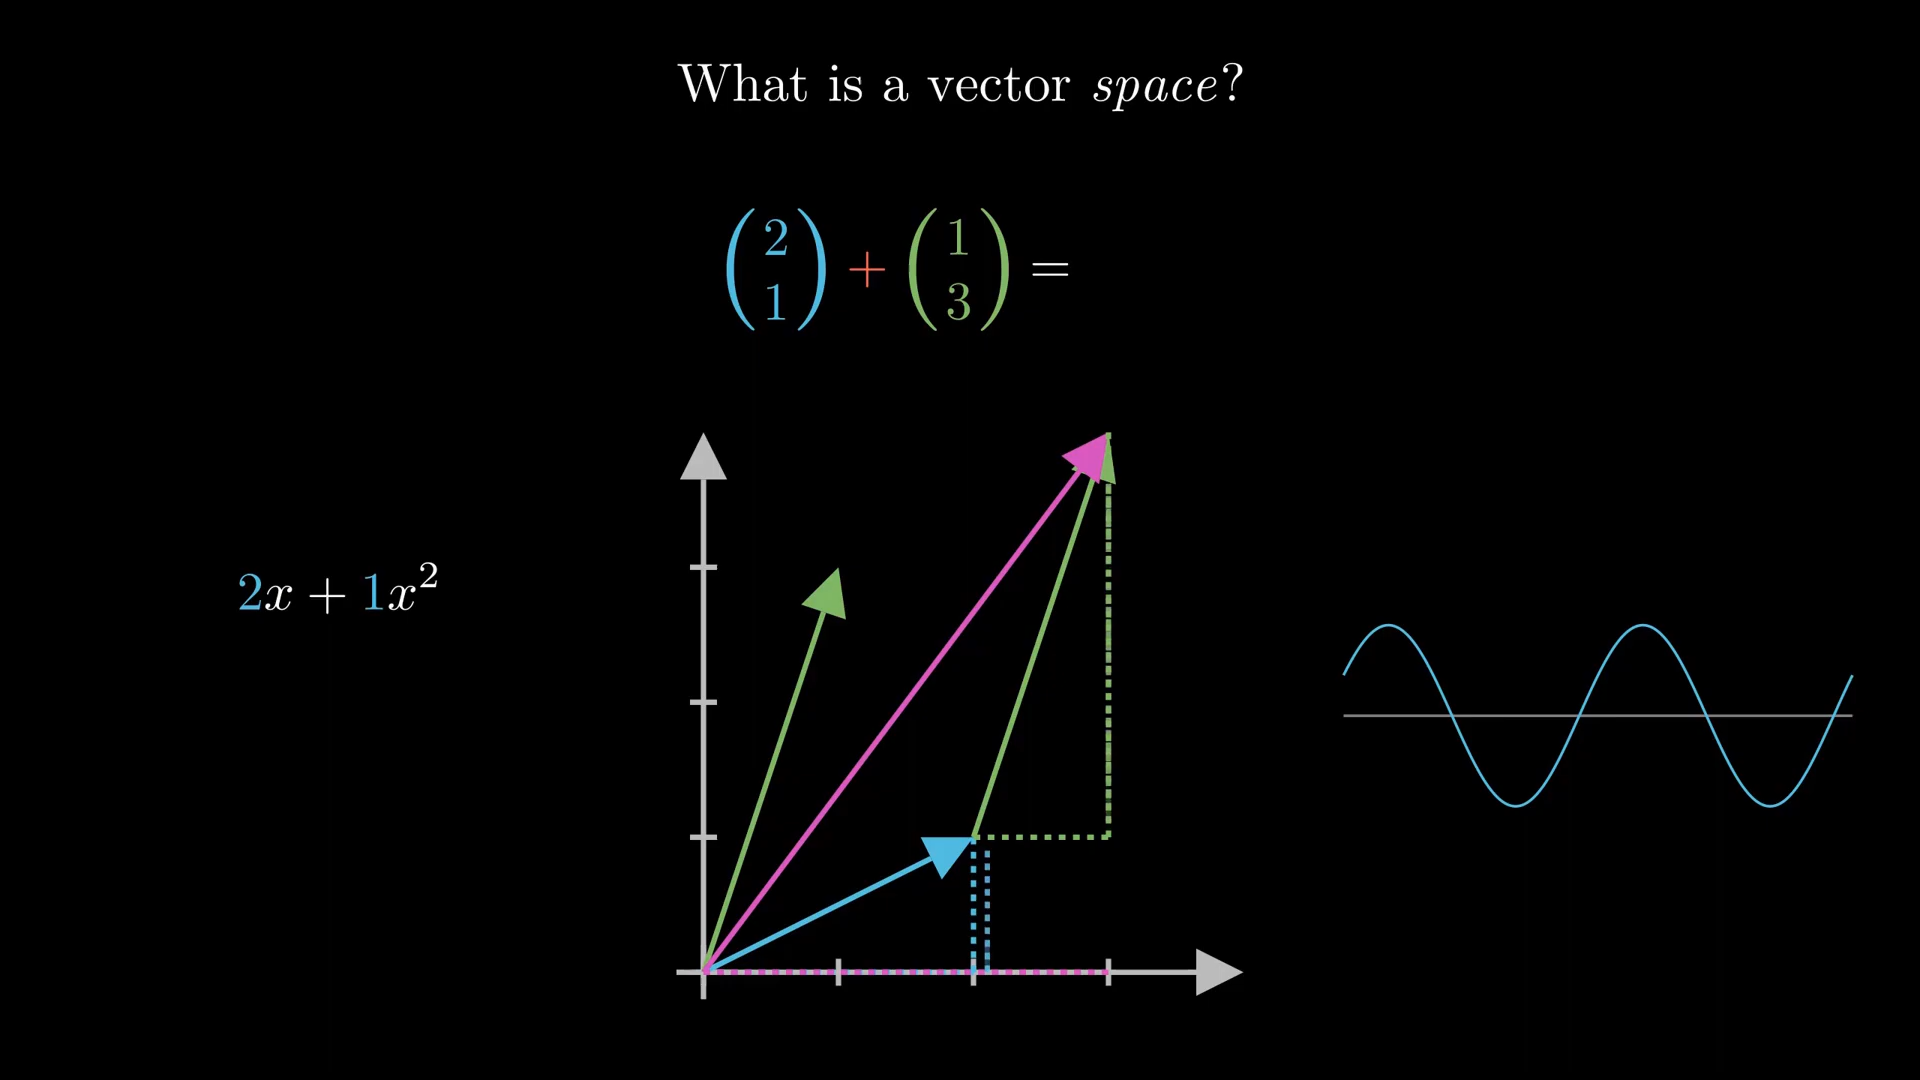 What is a vector space?
(2 1) + (1 3) =
2x + 1x²